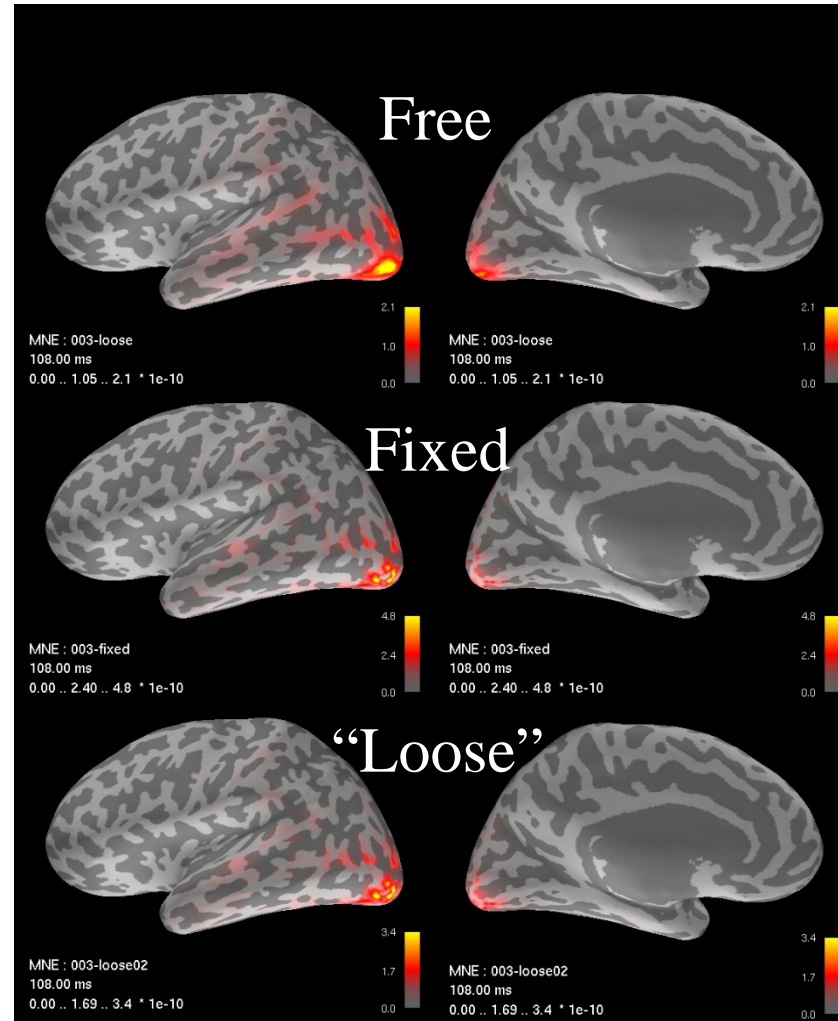 Free
2.1
1.0
0.0
MNE : 003-loose
108.00 ms
0.00 .. 1.05 .. 2.1 * 1e-10
2.1
1.0
0.0
MNE : 003-loose
108.00 ms
0.00 .. 1.05 .. 2.1 * 1e-10
Fixed
4.8
2.4
0.0
MNE : 003-fixed
108.00 ms
0.00 .. 2.40 .. 4.8 * 1e-10
4.8
2.4
0.0
MNE : 003-fixed
108.00 ms
0.00 .. 2.40 .. 4.8 * 1e-10
“Loose”
3.4
1.7
0.0
MNE : 003-loose02
108.00 ms
0.00 .. 1.69 .. 3.4 * 1e-10
3.4
1.7
0.0
MNE : 003-loose02
108.00 ms
0.00 .. 1.69 .. 3.4 * 1e-10